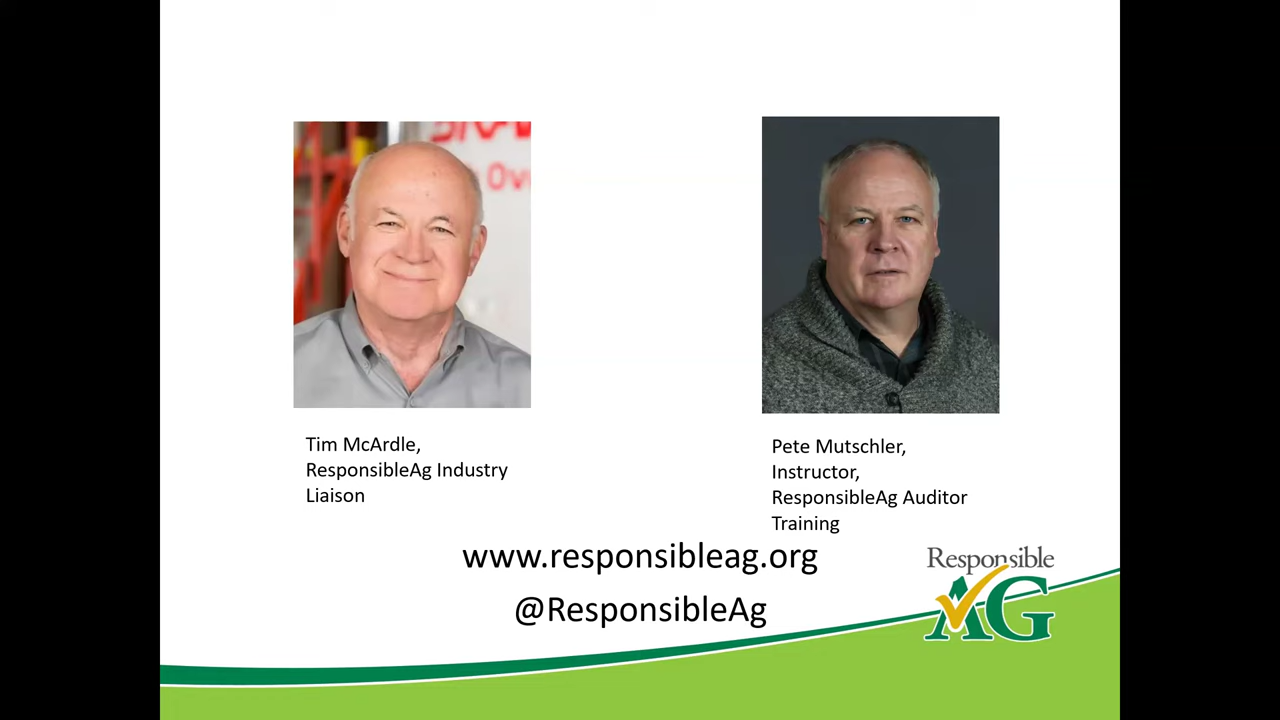 Tim McArdle,
ResponsibleAg Industry
Liaison
Pete Mutschler,
Instructor,
ResponsibleAg Auditor
Training
www.responsibleag.org
@ResponsibleAg
Responsible
AG